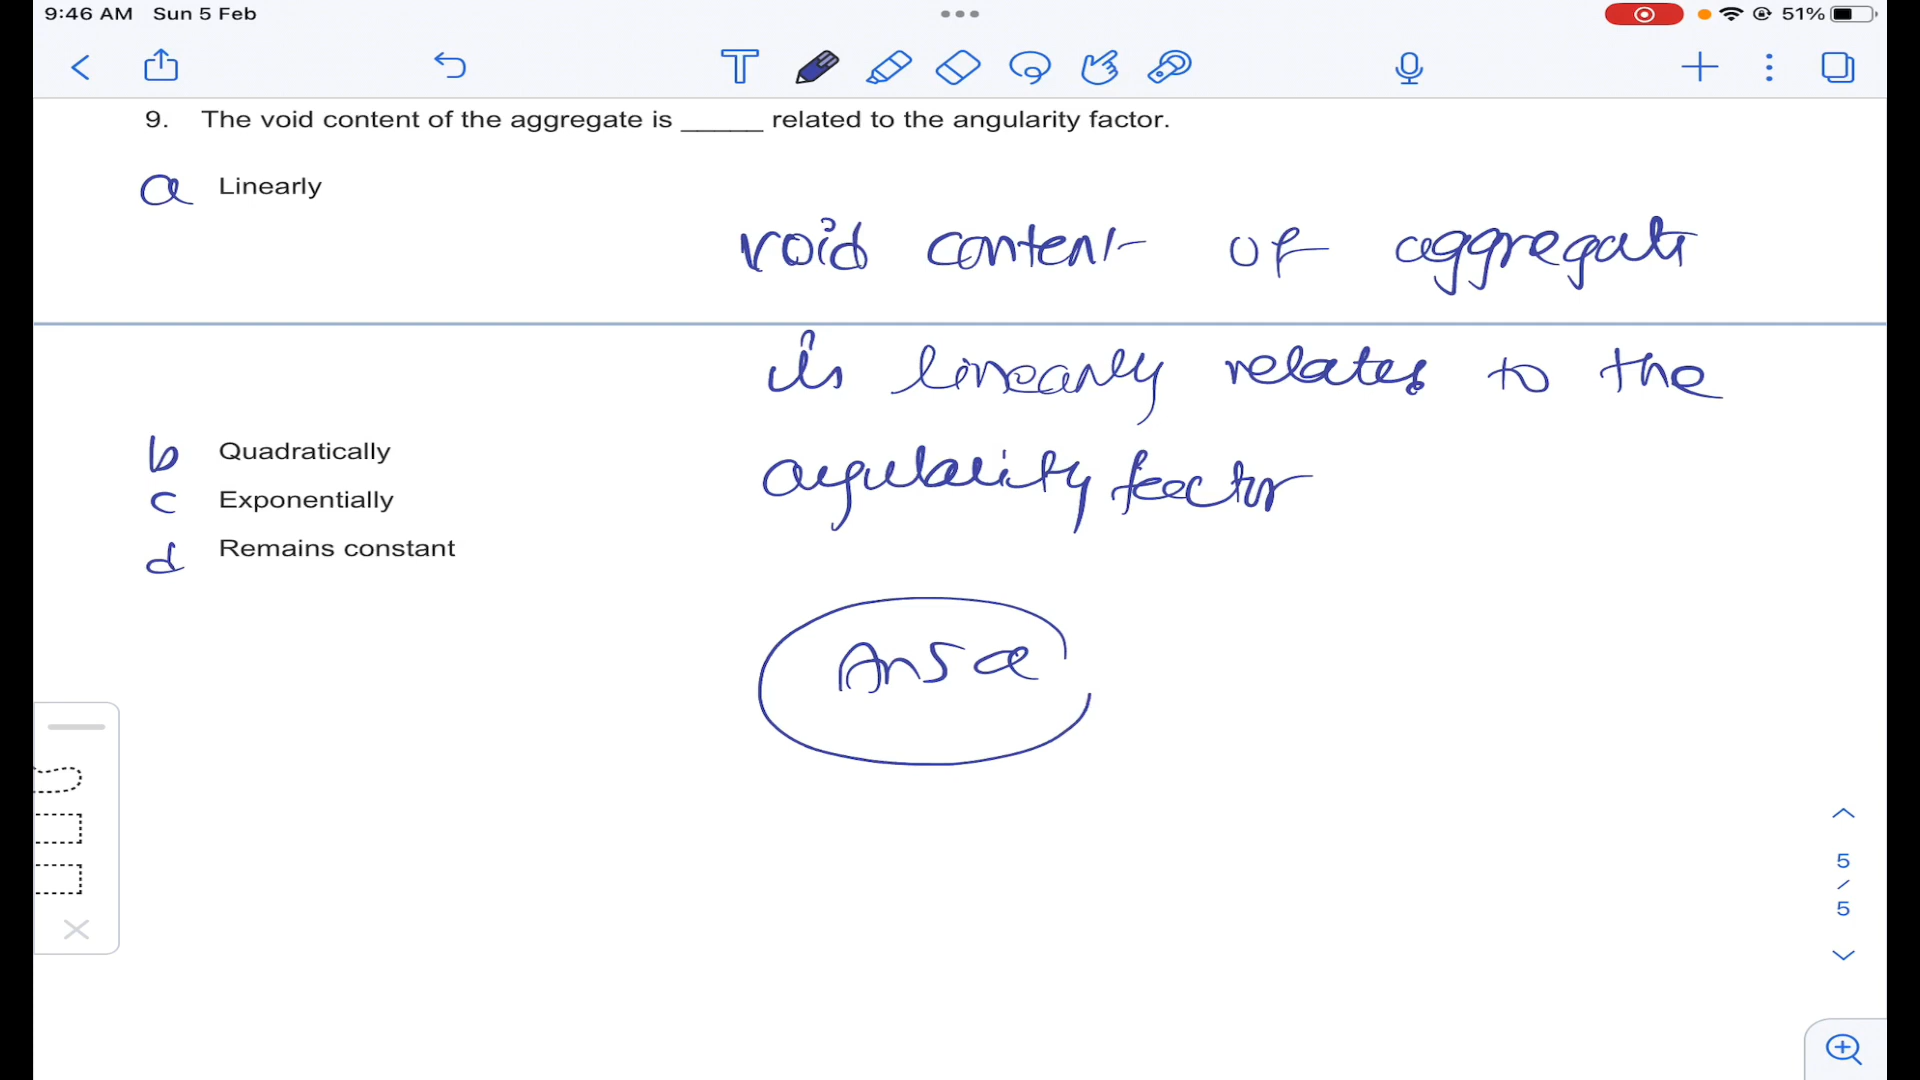 9:46 AM Sun 5 Feb
51%
9. The void content of the aggregate is _____ related to the angularity factor.
a Linearly
void content of aggregate
is linearly relates to the
b Quadratically
angularity factor
c Exponentially
d Remains constant
Ans a
5
/
5